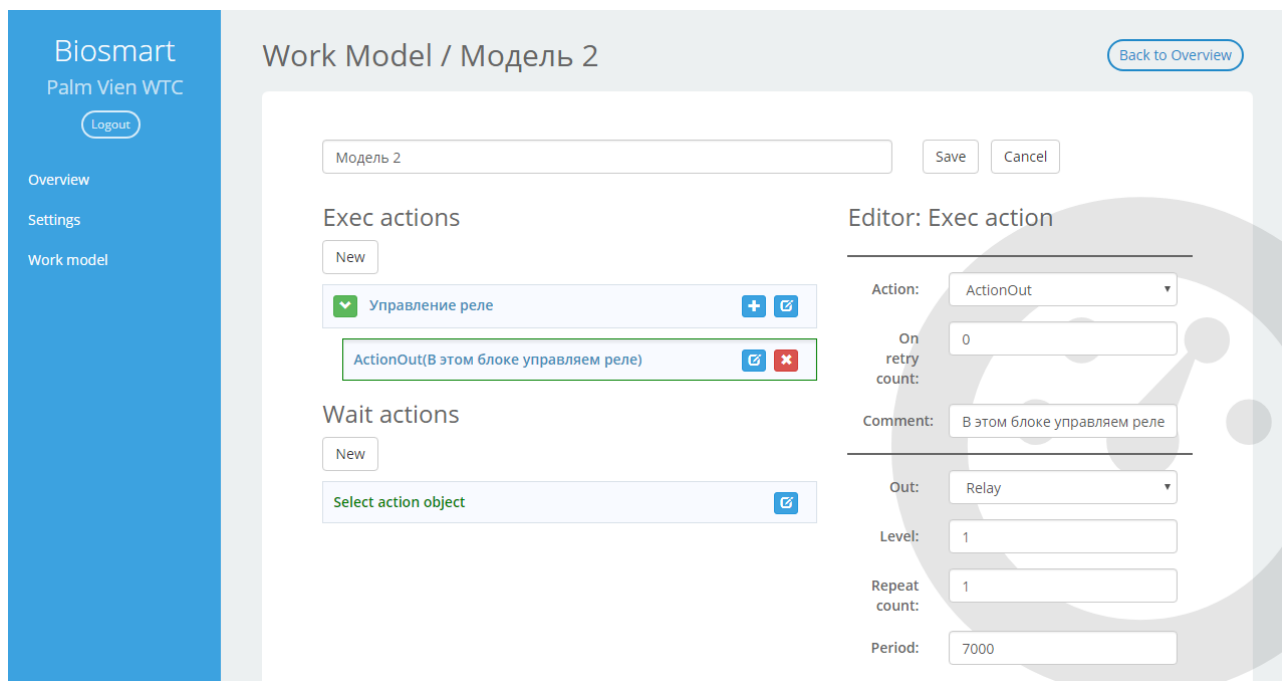 Biosmart
Palm Vien WTC
Logout
Overview
Settings
Work model
Work Model / Модель 2
Back to Overview
Модель 2
Save
Cancel
Exec actions
New
Управление реле
ActionOut(В этом блоке управляем реле)
Wait actions
New
Select action object
Editor: Exec action
Action:
ActionOut
On
retry
count:
0
Comment:
В этом блоке управляем реле
Out:
Relay
Level:
1
Repeat
count:
1
Period:
7000